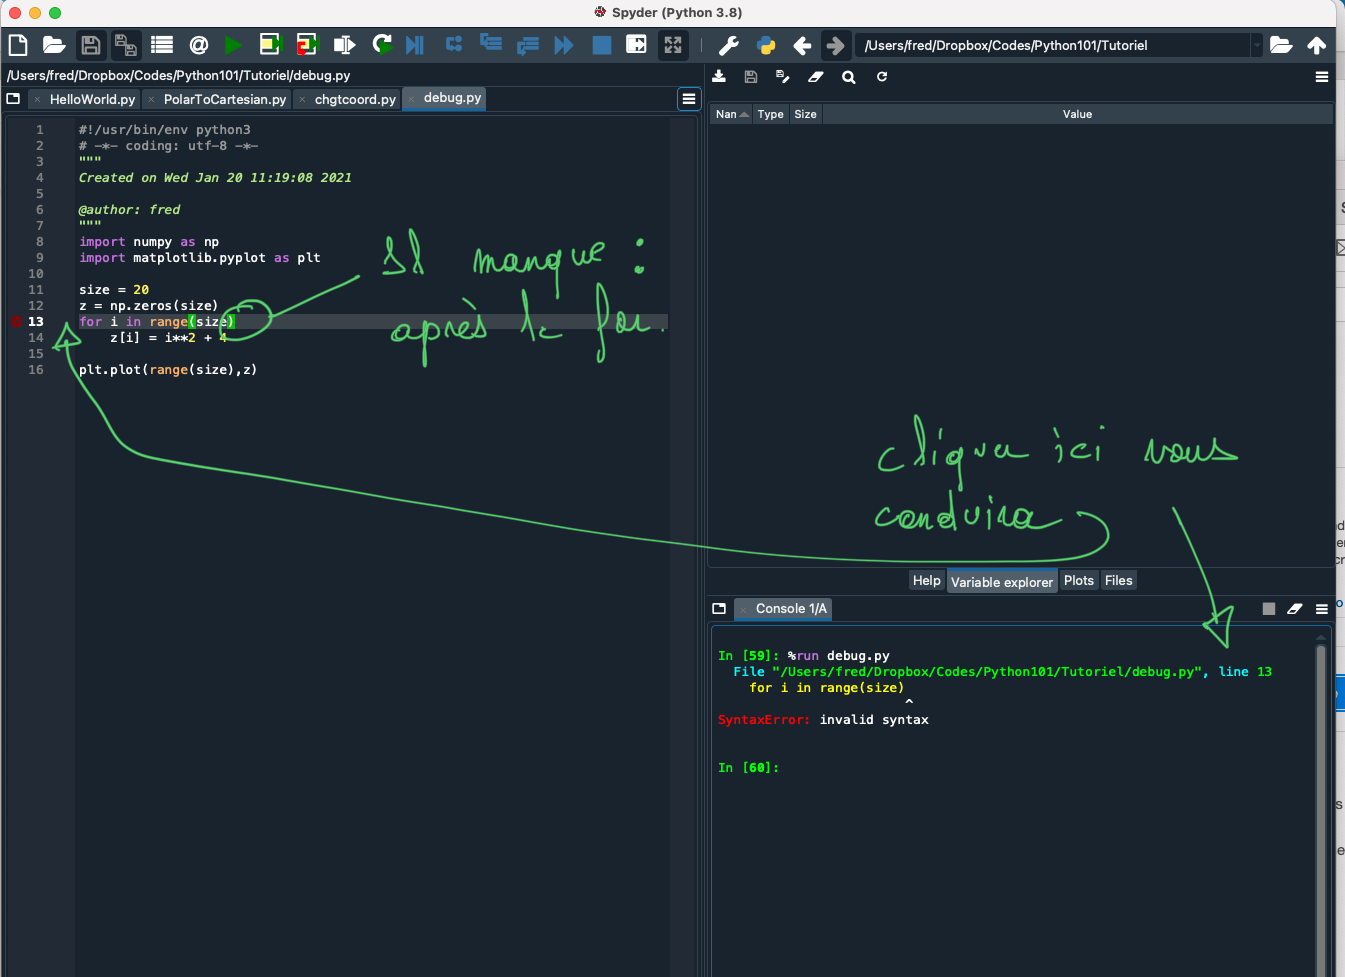 Spyder (Python 3.8)
/Users/fred/Dropbox/Codes/Python101/Tutoriel
/Users/fred/Dropbox/Codes/Python101/Tutoriel/debug.py
HelloWorld.py
PolarToCartesian.py
chgtcoord.py
debug.py
1 #!/usr/bin/env python3
2 # -*- coding: utf-8 -*-
3 """
4 Created on Wed Jan 20 11:19:08 2021
5
6 @author: fred
7 """
8 import numpy as np
9 import matplotlib.pyplot as plt
10
11 size = 20
12 z = np.zeros(size)
13 for i in range(size)
14 z[i] = i**2 + 4
15
16 plt.plot(range(size),z)
Il manque :
après le for.
Nan Type Size Value
cliquer ici vous
conduira
Help Variable explorer Plots Files
Console 1/A
In [59]: %run debug.py
File "/Users/fred/Dropbox/Codes/Python101/Tutoriel/debug.py", line 13
for i in range(size)
^
SyntaxError: invalid syntax
In [60]: